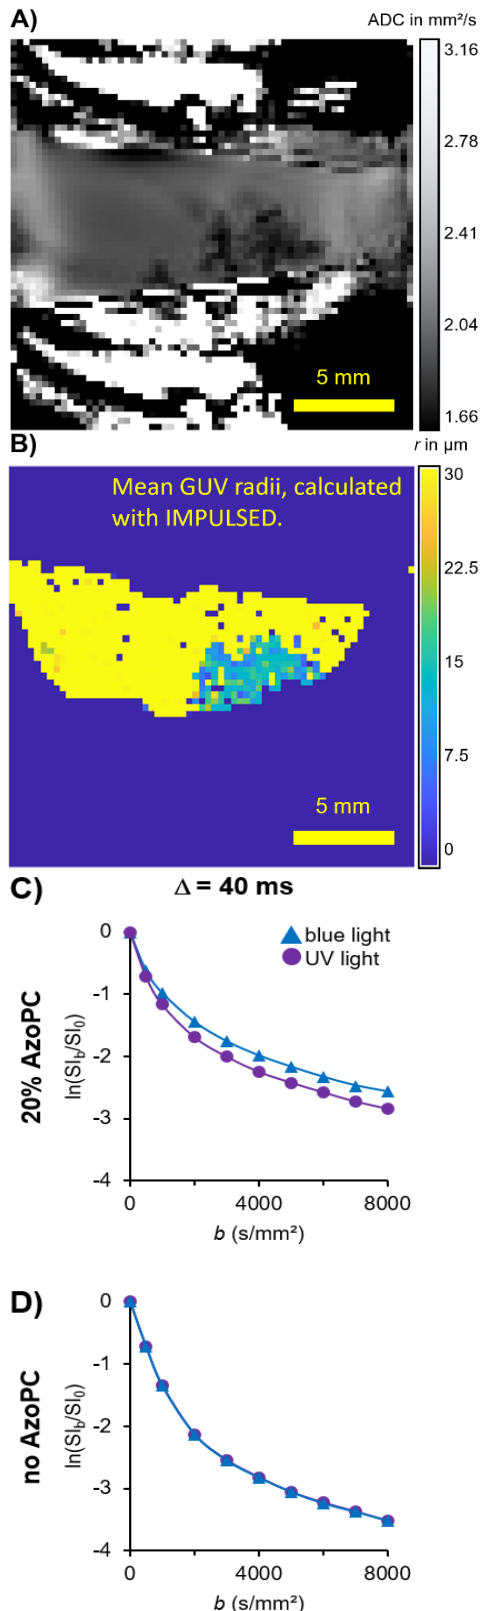 A)
ADC in mm²/s
3.16
2.78
2.41
2.04
1.66
5 mm
B)
r in µm
Mean GUV radii, calculated
with IMPULSED.
30
22.5
15
7.5
0
5 mm
C)
Δ = 40 ms
20% AzoPC
ln(SIb/SI0)
0
-1
-2
-3
-4
blue light
UV light
0
4000
8000
b (s/mm²)
D)
no AzoPC
ln(SIb/SI0)
0
-1
-2
-3
-4
0
4000
8000
b (s/mm²)